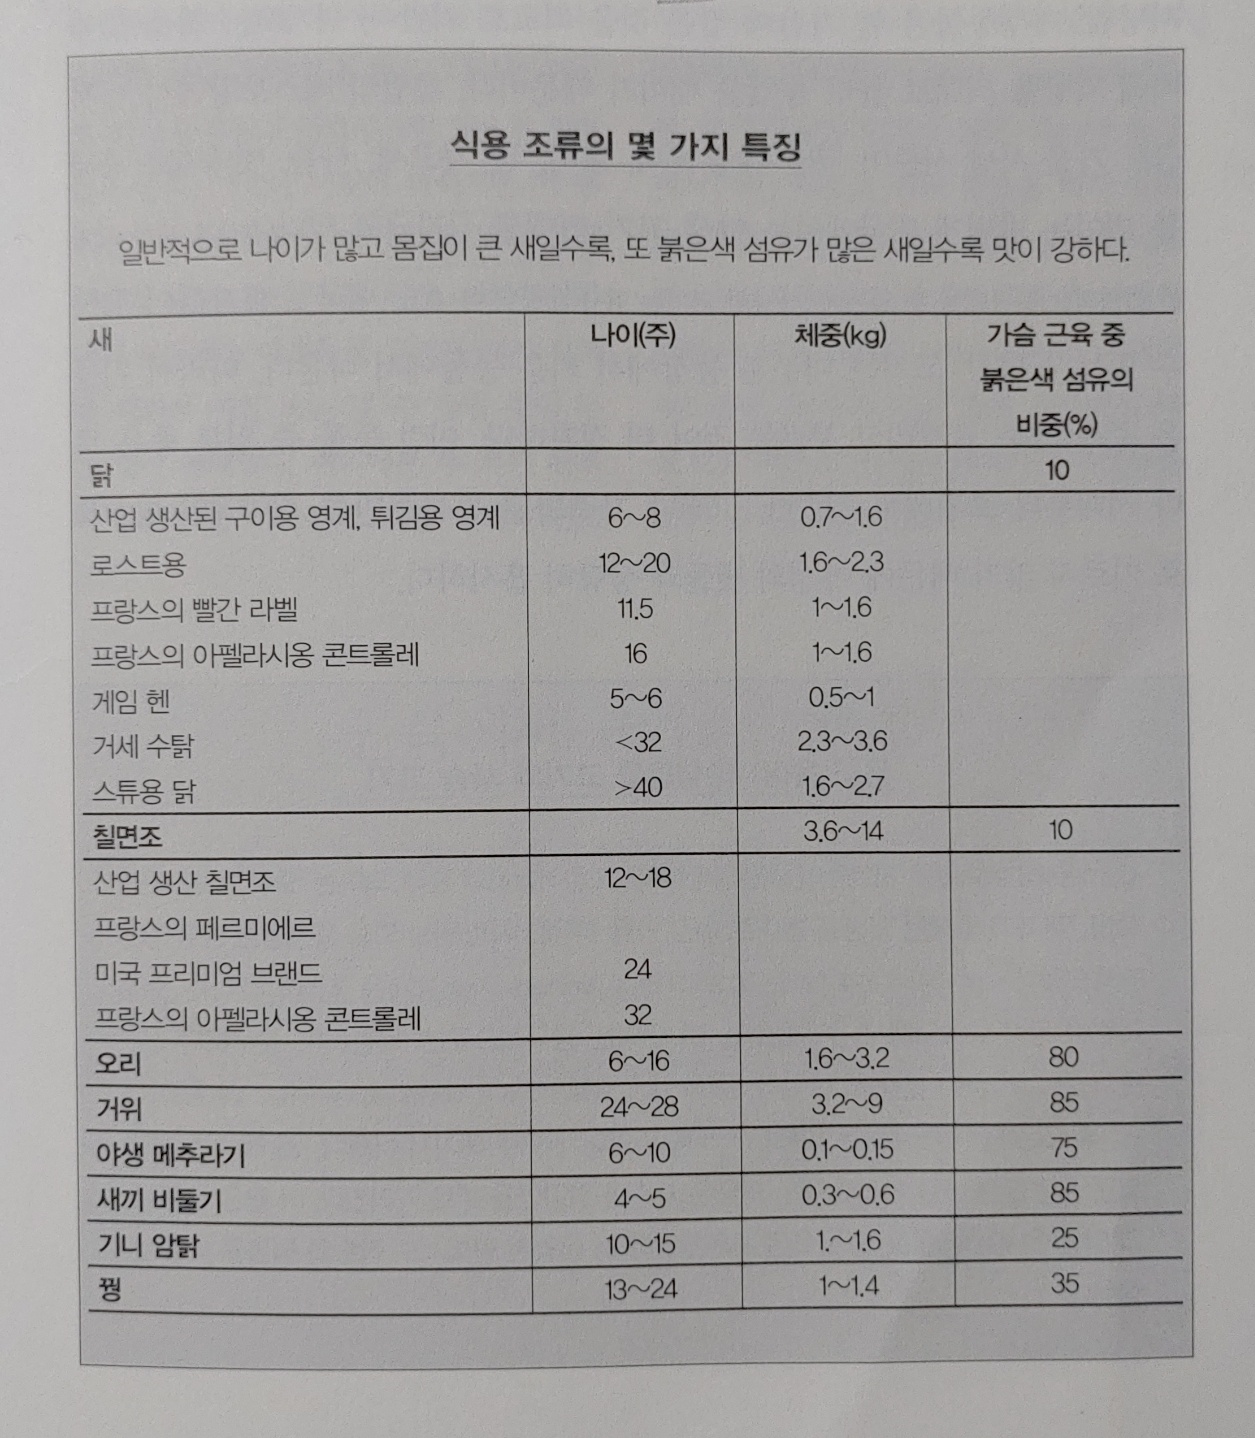 식용 조류의 몇 가지 특징
일반적으로 나이가 많고 몸집이 큰 새일수록, 또 붉은색 섬유가 많은 새일수록 맛이 강하다.
새 나이(주) 체중(kg) 가슴 근육 중
붉은색 섬유의
비중(%)
닭 10
산업 생산된 구이용 영계, 튀김용 영계 6~8 0.7~1.6
로스트용 12~20 1.6~2.3
프랑스의 빨간 라벨 11.5 1~1.6
프랑스의 아펠라시옹 콘트롤레 16 1~1.6
게임 헨 5~6 0.5~1
거세 수탉 <32 2.3~3.6
스튜용 닭 >40 1.6~2.7
칠면조 3.6~14 10
산업 생산 칠면조 12~18
프랑스의 페르미에르
미국 프리미엄 브랜드 24
프랑스의 아펠라시옹 콘트롤레 32
오리 6~16 1.6~3.2 80
거위 24~28 3.2~9 85
야생 메추라기 6~10 0.1~0.15 75
새끼 비둘기 4~5 0.3~0.6 85
기니 암탉 10~15 1.~1.6 25
꿩 13~24 1~1.4 35